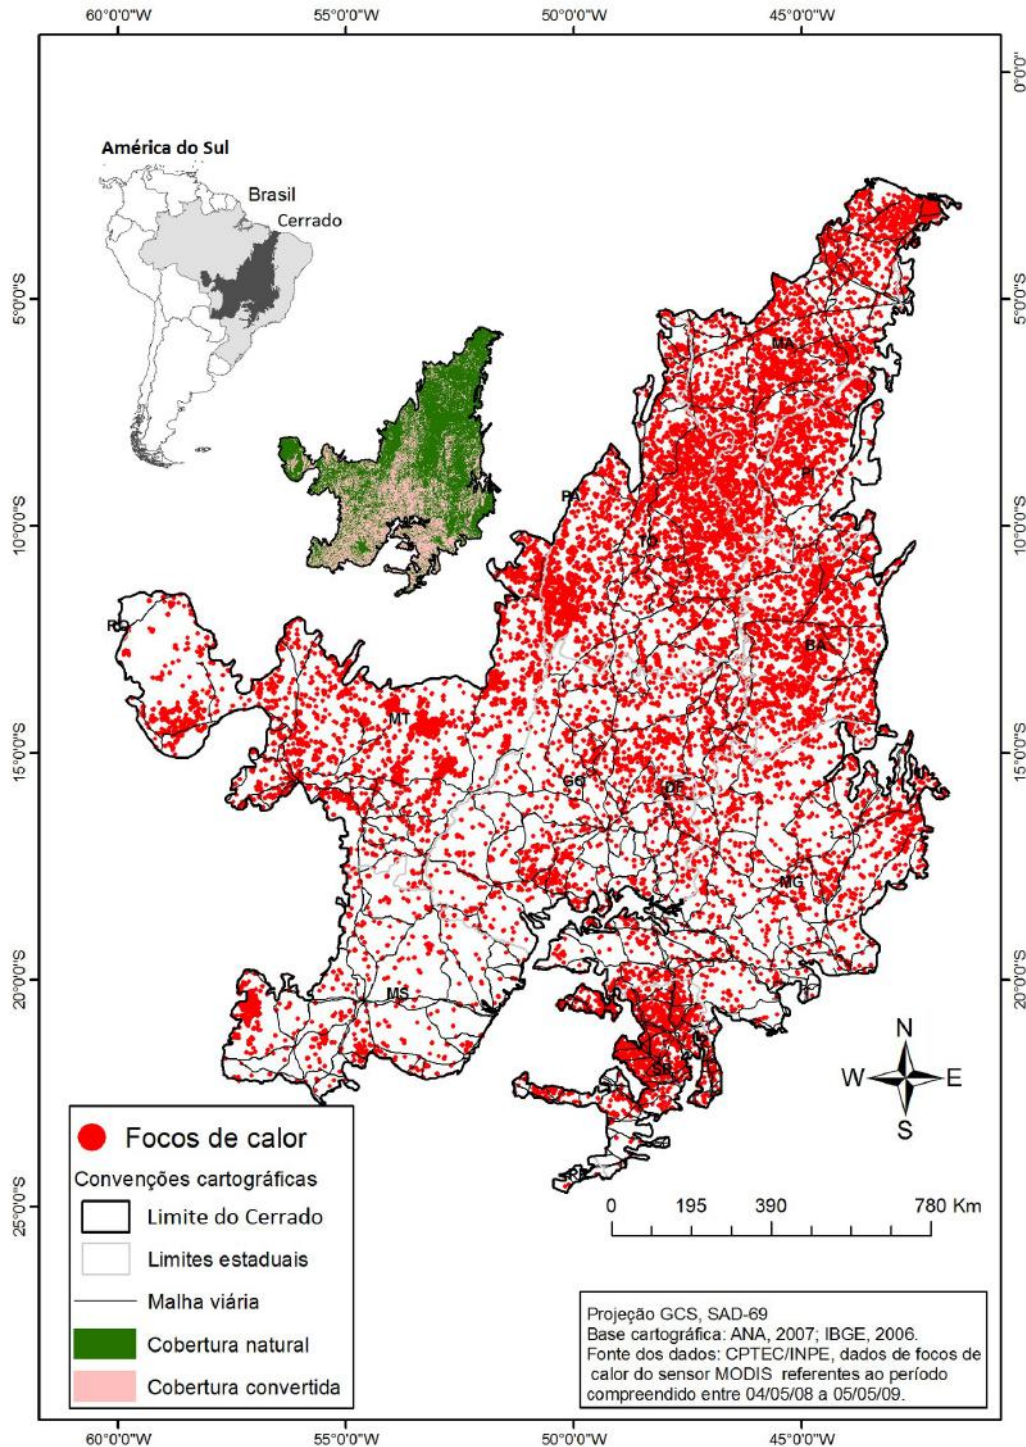 60°0'0"W 55°0'0"W 50°0'0"W 45°0'0"W
0°0'0"
América do Sul
Brasil
Cerrado
5°0'0"S 5°0'0"S
MA
PI
PA
10°0'0"S 10°0'0"S
TO
RO
BA
MT
15°0'0"S 15°0'0"S
GO
DF
MG
20°0'0"S 20°0'0"S
MS
N
SP
W E
S
Focos de calor
Convenções cartográficas
PR
Limite do Cerrado
0 195 390 780 Km
25°0'0"S
Limites estaduais
Malha viária
Cobertura natural
Cobertura convertida
Projeção GCS, SAD-69
Base cartográfica: ANA, 2007; IBGE, 2006.
Fonte dos dados: CPTEC/INPE, dados de focos de
calor do sensor MODIS referentes ao período
compreendido entre 04/05/08 a 05/05/09.
60°0'0"W 55°0'0"W 50°0'0"W 45°0'0"W